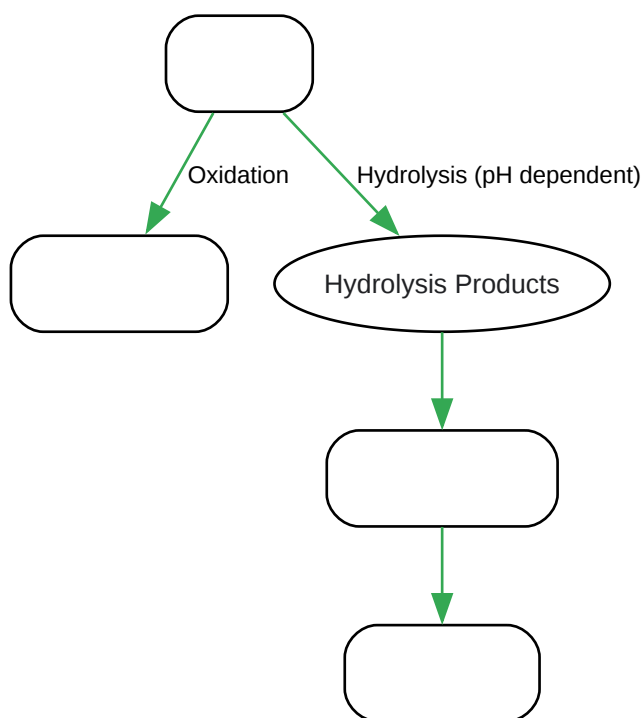 Oxidation
Hydrolysis (pH dependent)
Hydrolysis Products